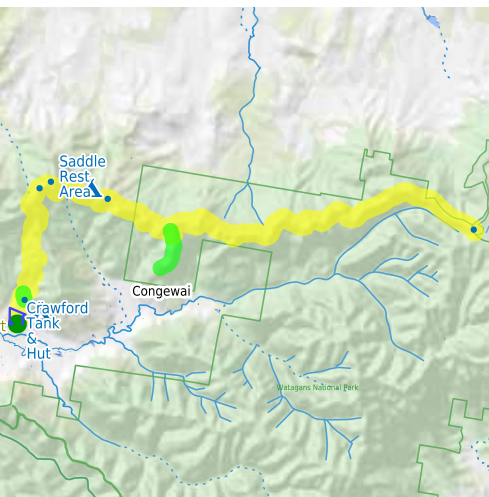 Saddle
Rest
Area
Congewai
Crawford
Tank
&
Hut
t
Watagans National Park